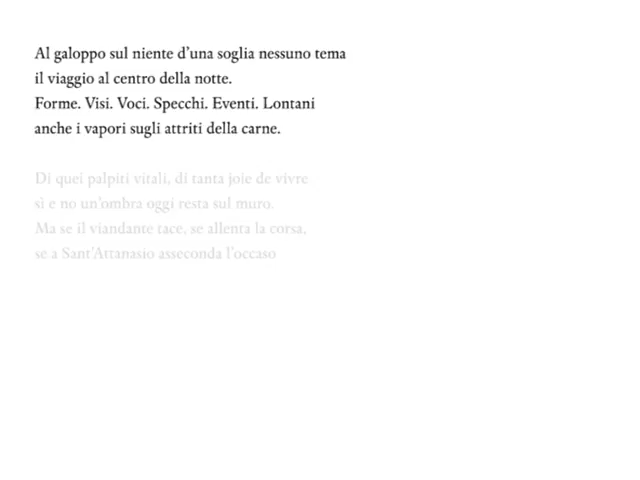 Al galoppo sul niente d’una soglia nessuno tema
il viaggio al centro della notte.
Forme. Visi. Voci. Specchi. Eventi. Lontani
anche i vapori sugli attriti della carne.
Di quei palpiti vitali, di tanta joie de vivre
sì e no un’ombra oggi resta sul muro.
Ma se il viandante tace, se allenta la corsa,
se a Sant’Attanasio asseconda l’occaso